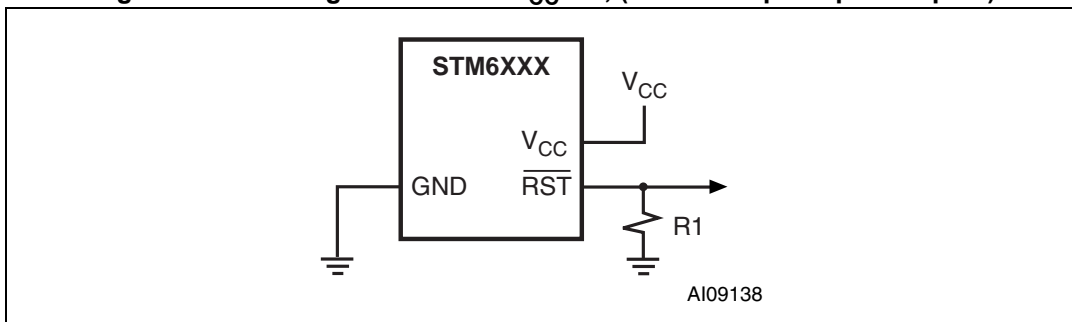 STM6XXX
VCC
VCC
GND
RST
R1
AI09138